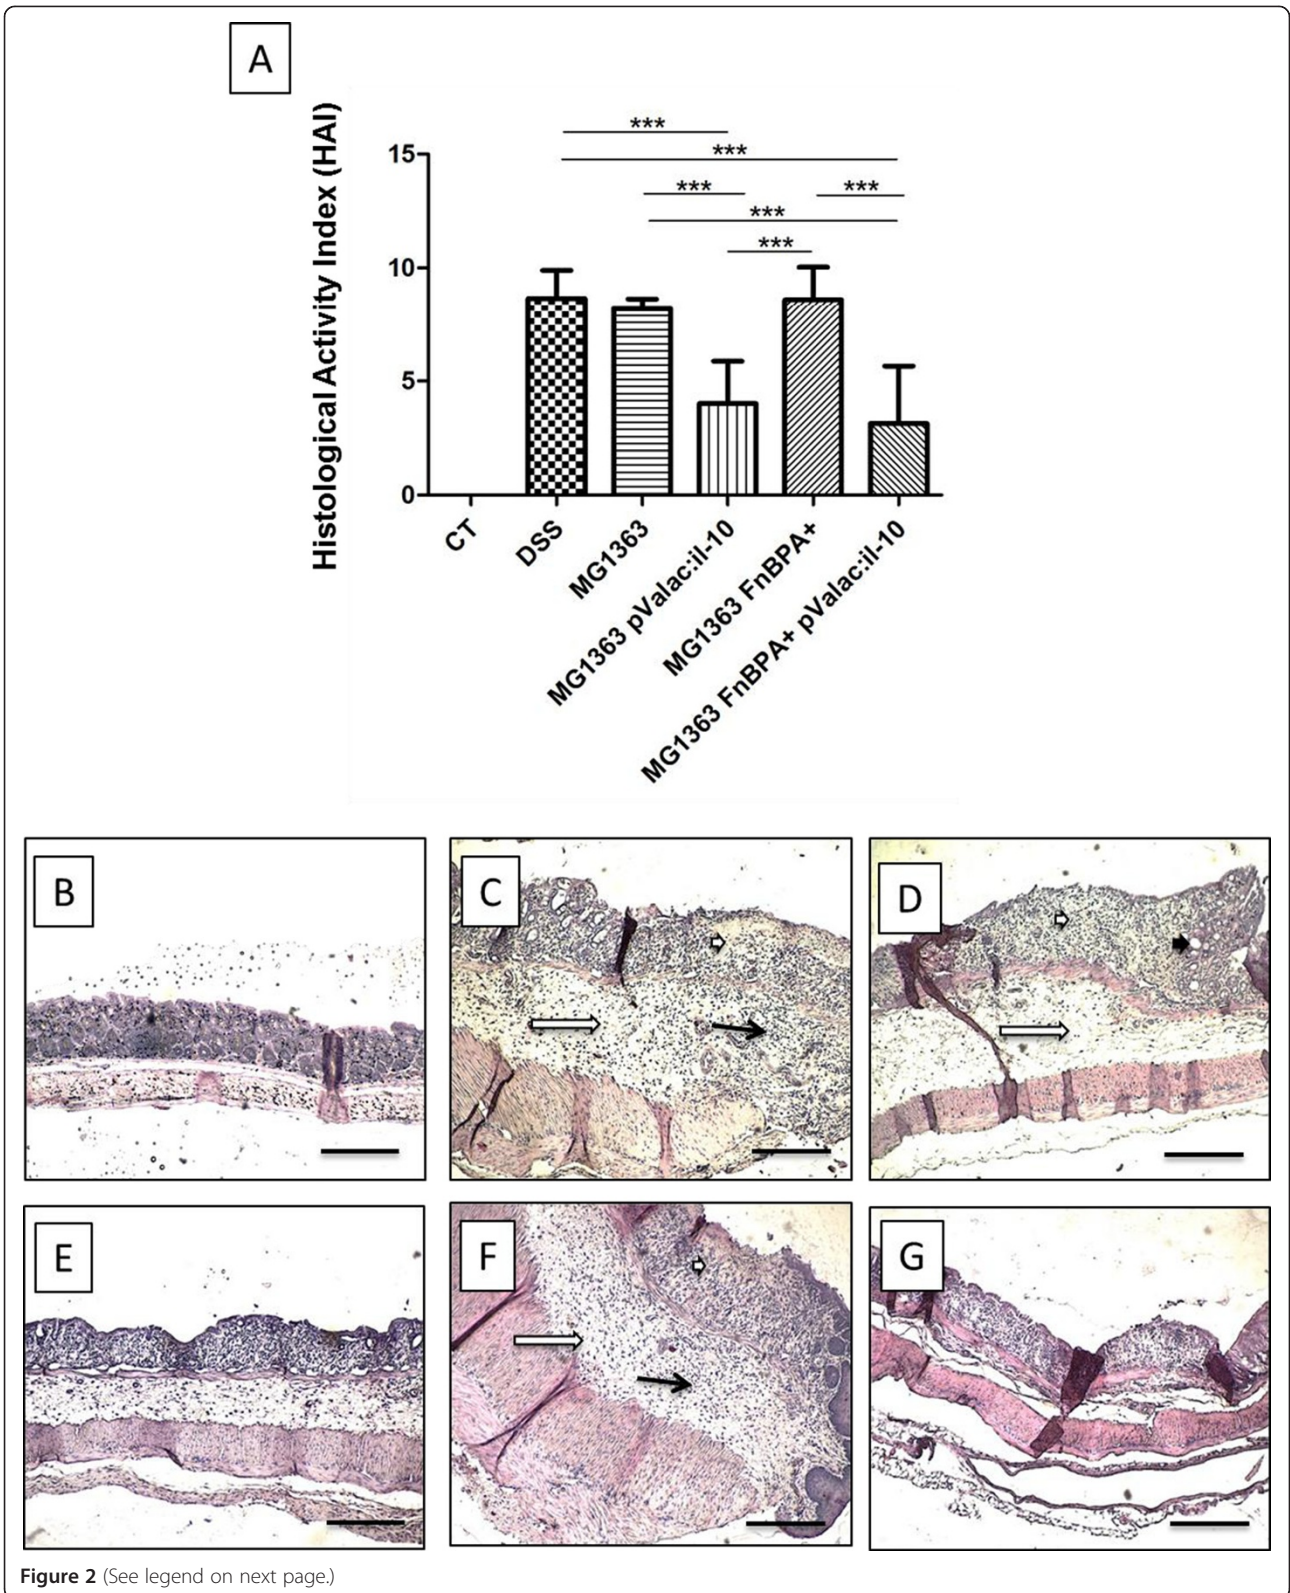 A
Histological Activity Index (HAI)
15
10
5
0
***
***
***
***
***
***
CT
DSS
MG1363
MG1363 pValac:il-10
MG1363 FnBPA+
MG1363 FnBPA+ pValac:il-10
B
C
D
E
F
G
Figure 2 (See legend on next page.)